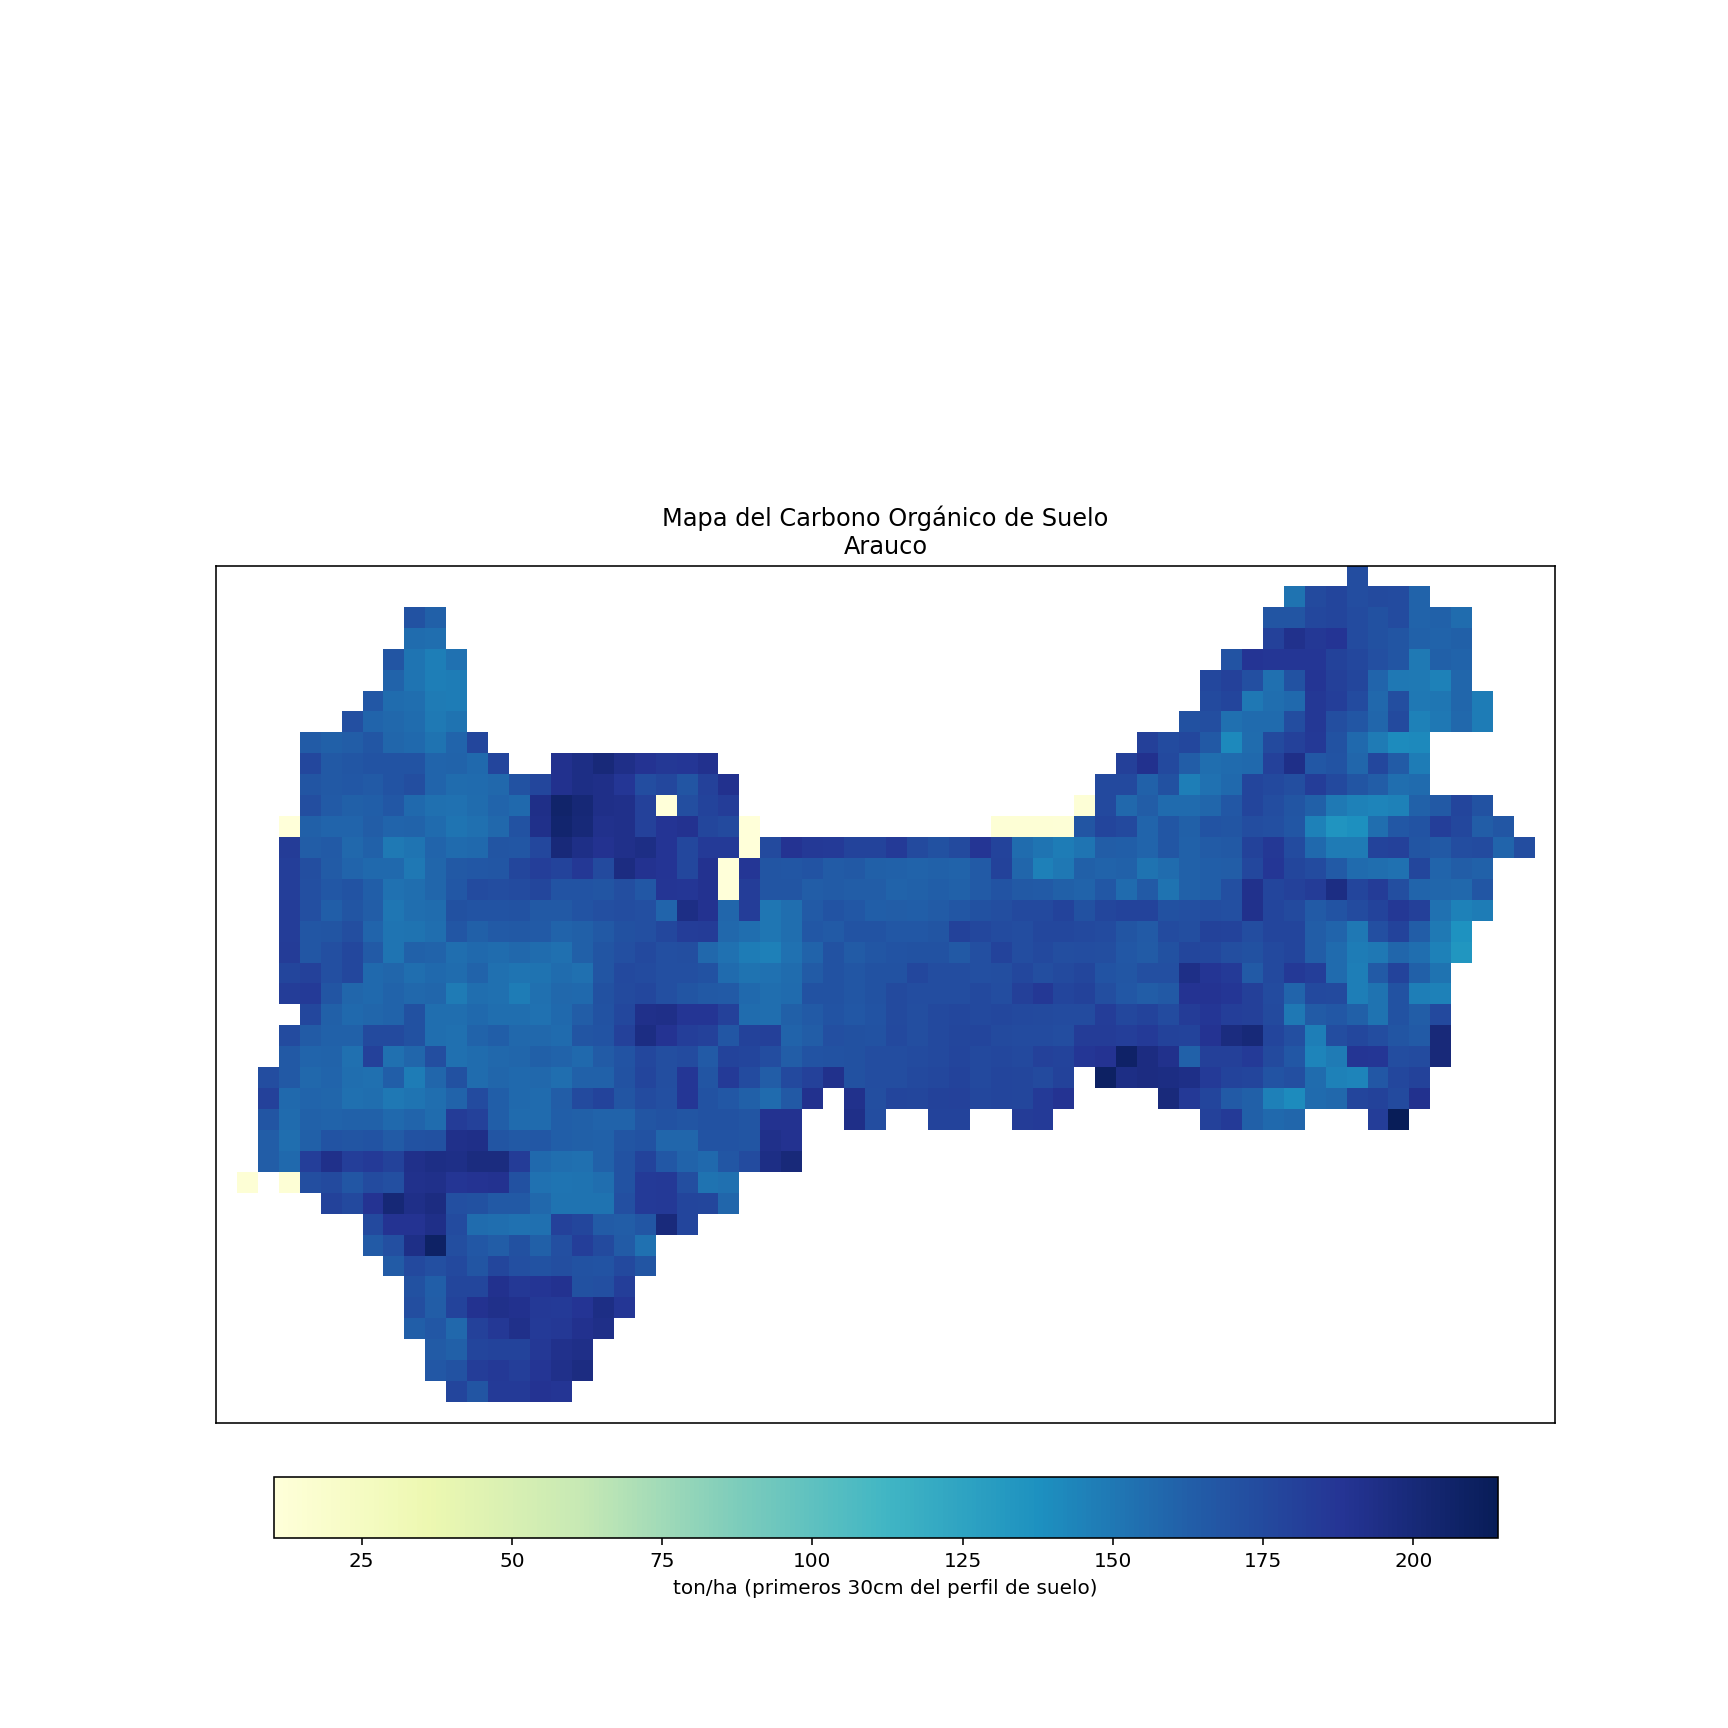 Mapa del Carbono Orgánico de Suelo
Arauco
25 50 75 100 125 150 175 200
ton/ha (primeros 30cm del perfil de suelo)